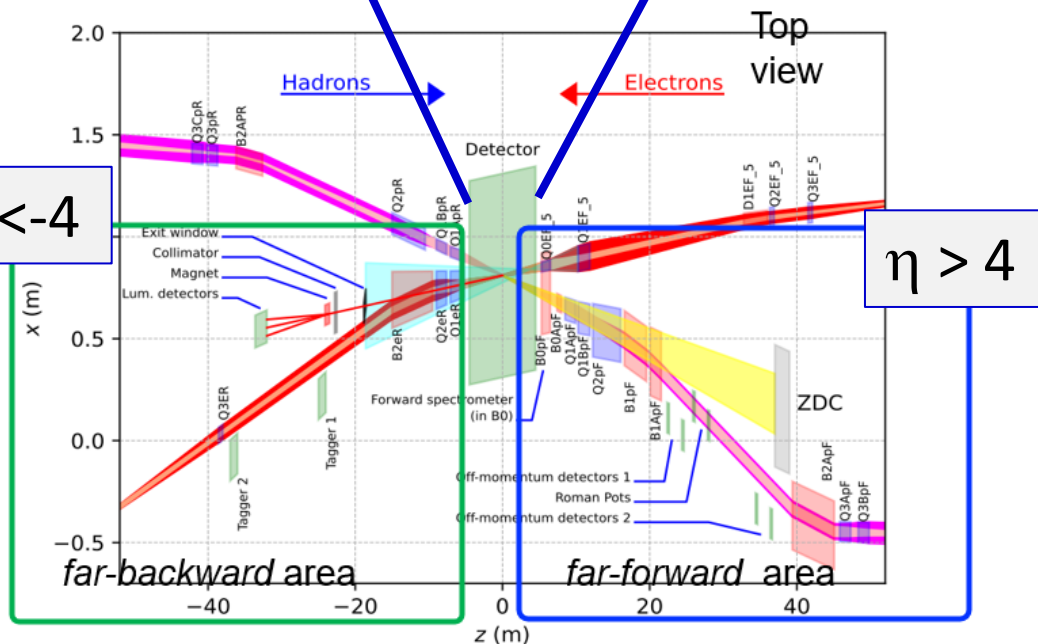 Top
view
2.0
1.5
0.5
0.0
−0.5
x (m)
Hadrons
Electrons
Detector
Q3CpR
Q3pR
B2APR
Q2pR
<-4
η > 4
Exit window
Collimator
Magnet
Lum. detectors
B2eR
Q2eR
Q1eR
Q3ER
Tagger 1
Tagger 2
Q0EF_5
Q1EF_5
D1EF_5
Q2EF_5
Q3EF_5
Forward spectrometer
(in B0)
B0pF
B0ApF
Q1ApF
Q1BpF
Q2pF
B1pF
B1ApF
ZDC
B2ApF
Q3ApF
Q3BpF
Off-momentum detectors 1
Roman Pots
Off-momentum detectors 2
far-backward area
far-forward area
−40
−20
0
20
40
z (m)